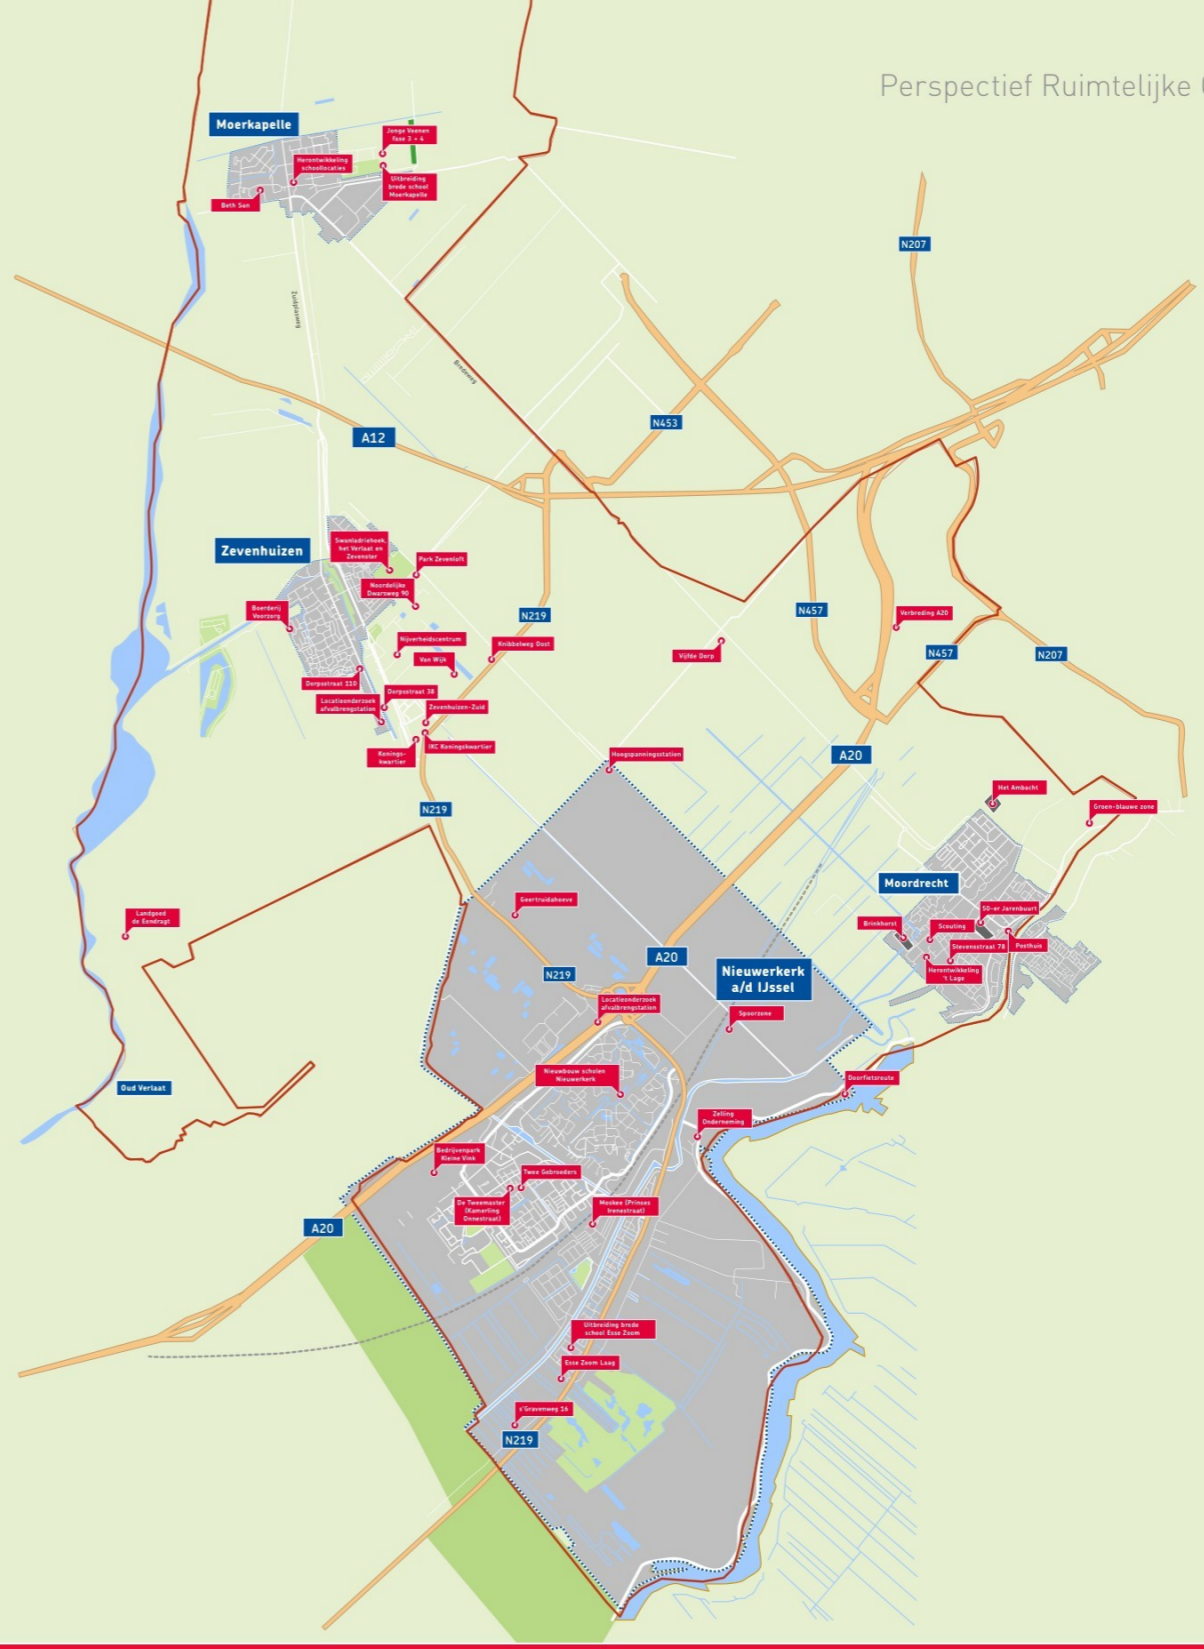 Perspectief Ruimtelijke
Moerkapelle
Jonge Veenen
fase 3 + 4
Herontwikkeling
schoollocaties
Uitbreiding
brede school
Moerkapelle
Beth San
N207
Zuidplasweg
Bredeweg
N453
A12
Swanladriehoek,
het Verlaat en
Zevenster
Zevenhuizen
Park Zevenloft
Noordelijke
Dwarsweg 90
Boerderij
Voorzorg
N219
N457
Verbreding A20
Nijverheidscentrum
Knibbelweg Oost
Van Wijk
Vijfde Dorp
N457
N207
Dorpsstraat 210
Dorpsstraat 38
Locatieonderzoek
afvalbrengstation
Zevenhuizen-Zuid
IKC Koningskwartier
Konings-
kwartier
Hoogspanningsstation
A20
Het Ambacht
N219
Groen-blauwe zone
Moordrecht
Geertruidahoeve
Landgoed
de Eendragt
Brinkhorst
Scouting
50-er Jarenbuurt
Stevensstraat 78
Posthuis
Herontwikkeling
't Lage
A20
N219
Nieuwerkerk
a/d IJssel
Locatieonderzoek
afvalbrengstation
Spoorzone
Oud Verlaat
Nieuwbouw scholen
Nieuwerkerk
Doorfietsroute
Zelling
Onderneming
Bedrijvenpark
Kleine Vink
Twee Gebroeders
De Tweemaster
(Kamerling
Onnestraat)
Moskee (Prinses
Irenestraat)
A20
Uitbreiding brede
school Esse Zoom
Esse Zoom Laag
s'Gravenweg 16
N219